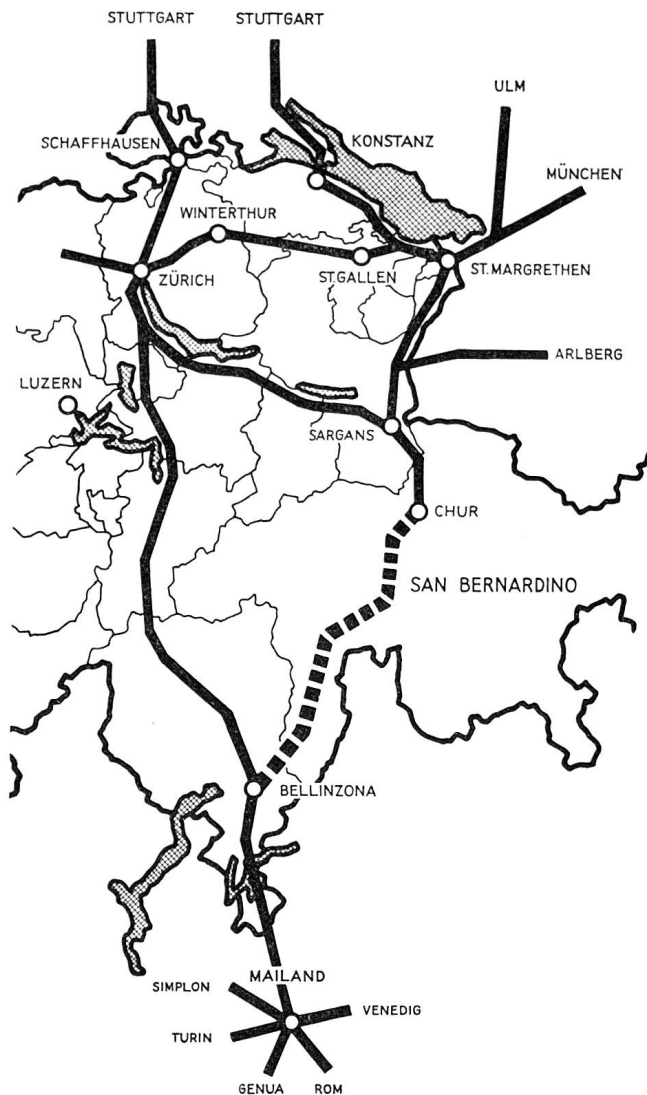 STUTTGART
STUTTGART
ULM
KONSTANZ
SCHAFFHAUSEN
MÜNCHEN
WINTERTHUR
ZÜRICH
ST.GALLEN
ST.MARGRETHEN
ARLBERG
LUZERN
SARGANS
CHUR
SAN BERNARDINO
BELLINZONA
MAILAND
SIMPLON
VENEDIG
TURIN
GENUA
ROM